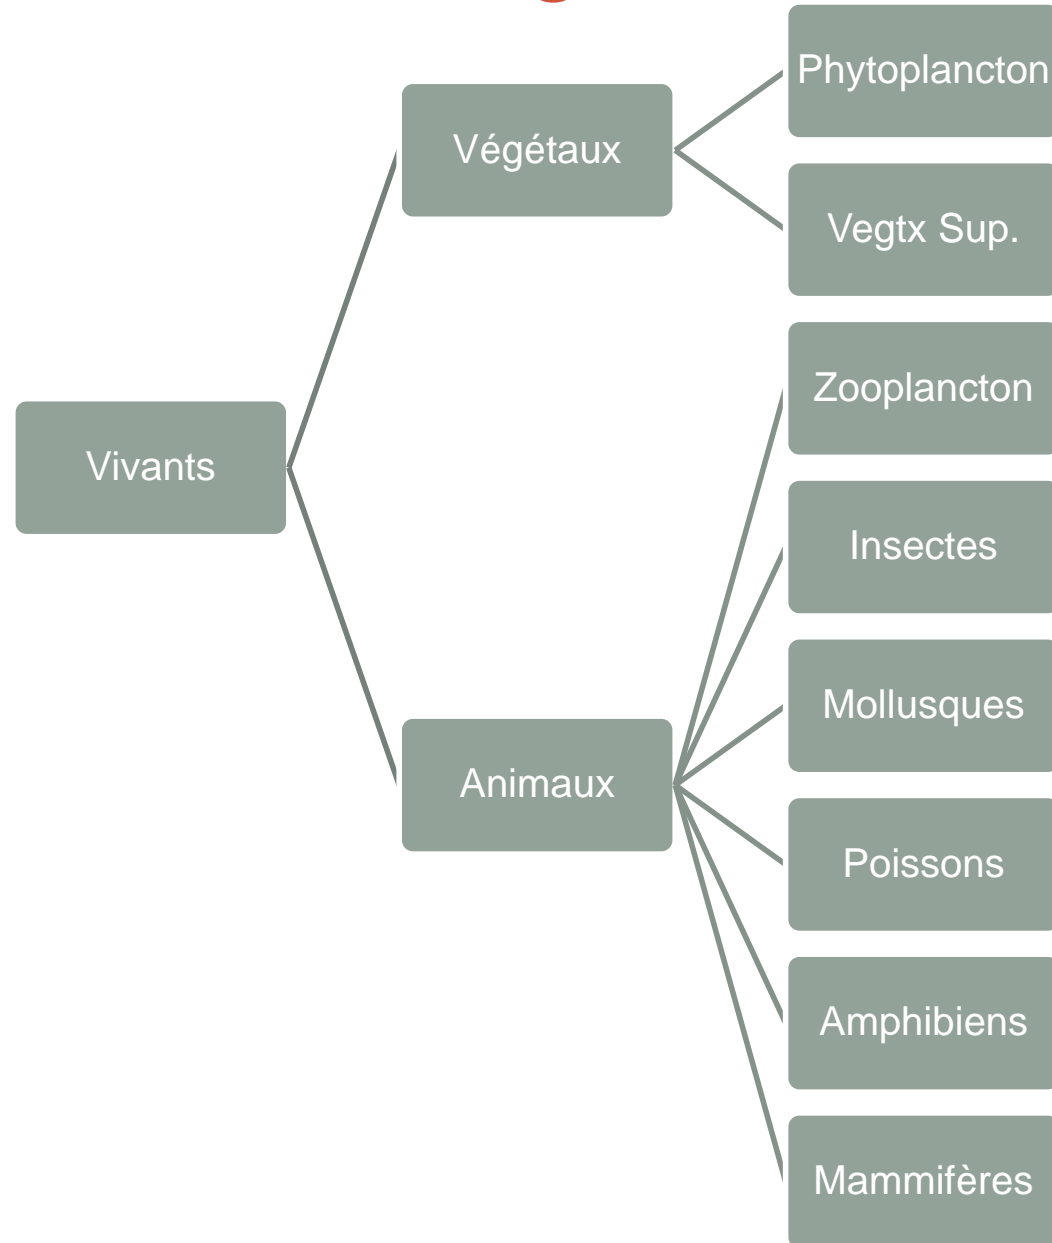 Vivants
Végétaux
Phytoplancton
Vegtx Sup.
Animaux
Zooplancton
Insectes
Mollusques
Poissons
Amphibiens
Mammifères